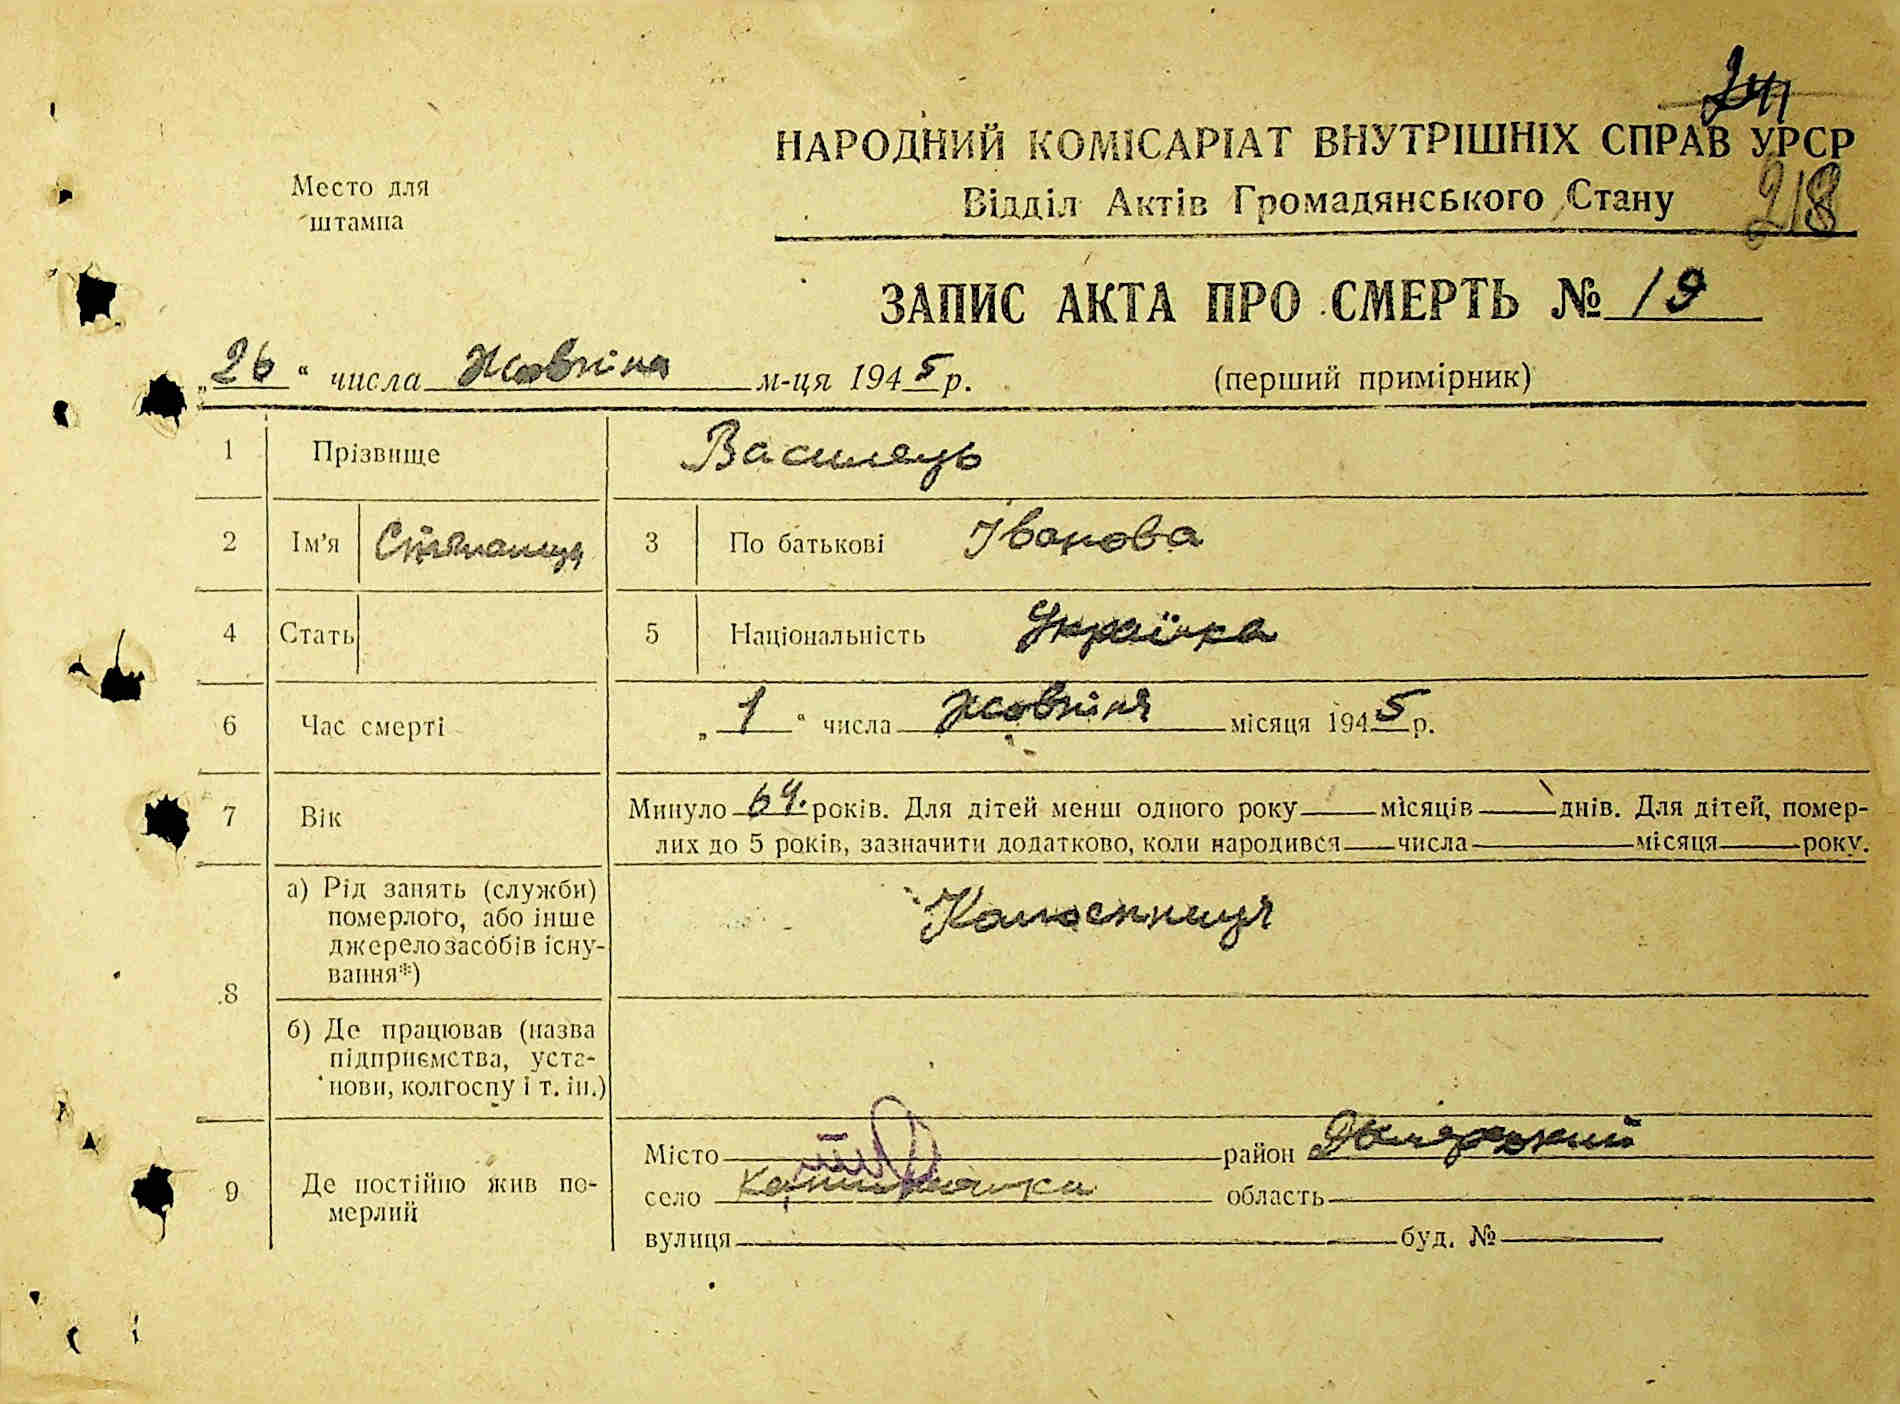 241
НАРОДНИЙ КОМІСАРІАТ ВНУТРІШНІХ СПРАВ УРСР
Место для
штампа
Відділ Актів Громадянського Стану
218
ЗАПИС АКТА ПРО СМЕРТЬ № 19
„26“ числа Жовтня м-ця 1945 р.
(перший примірник)
1 Прізвище Василець
2 Ім'я 3 По батькові Іванова
4 Стать 5 Національність Українка
6 Час смерті „1“ числа Жовтня місяця 1945 р.
7 Вік Минуло 64. років. Для дітей менш одного року місяців днів. Для дітей, помер-
лих до 5 років, зазначити додатково, коли народився числа місяця року.
8 а) Рід занять (служби)
померлого, або інше
джерело засобів існу-
вання*)
Колгоспниця
б) Де працював (назва
підприємства, уста-
нови, колгоспу і т. ін.)
9 Де постійно жив по-
мерлий
Місто район Димерський
село область
вулиця буд. №